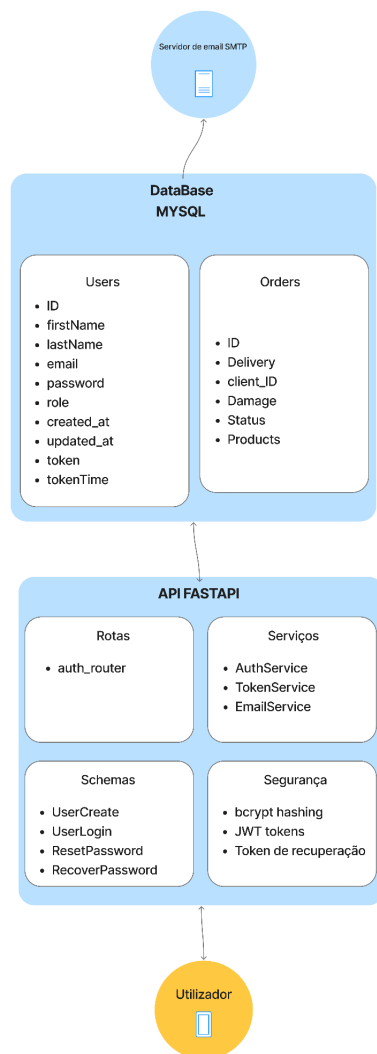 Servidor de email SMTP
DataBase
MYSQL
Users
ID
firstName
lastName
email
password
role
created_at
updated_at
token
tokenTime
Orders
ID
Delivery
client_ID
Damage
Status
Products
API FASTAPI
Rotas
auth_router
Serviços
AuthService
TokenService
EmailService
Schemas
UserCreate
UserLogin
ResetPassword
RecoverPassword
Segurança
bcrypt hashing
JWT tokens
Token de recuperação
Utilizador